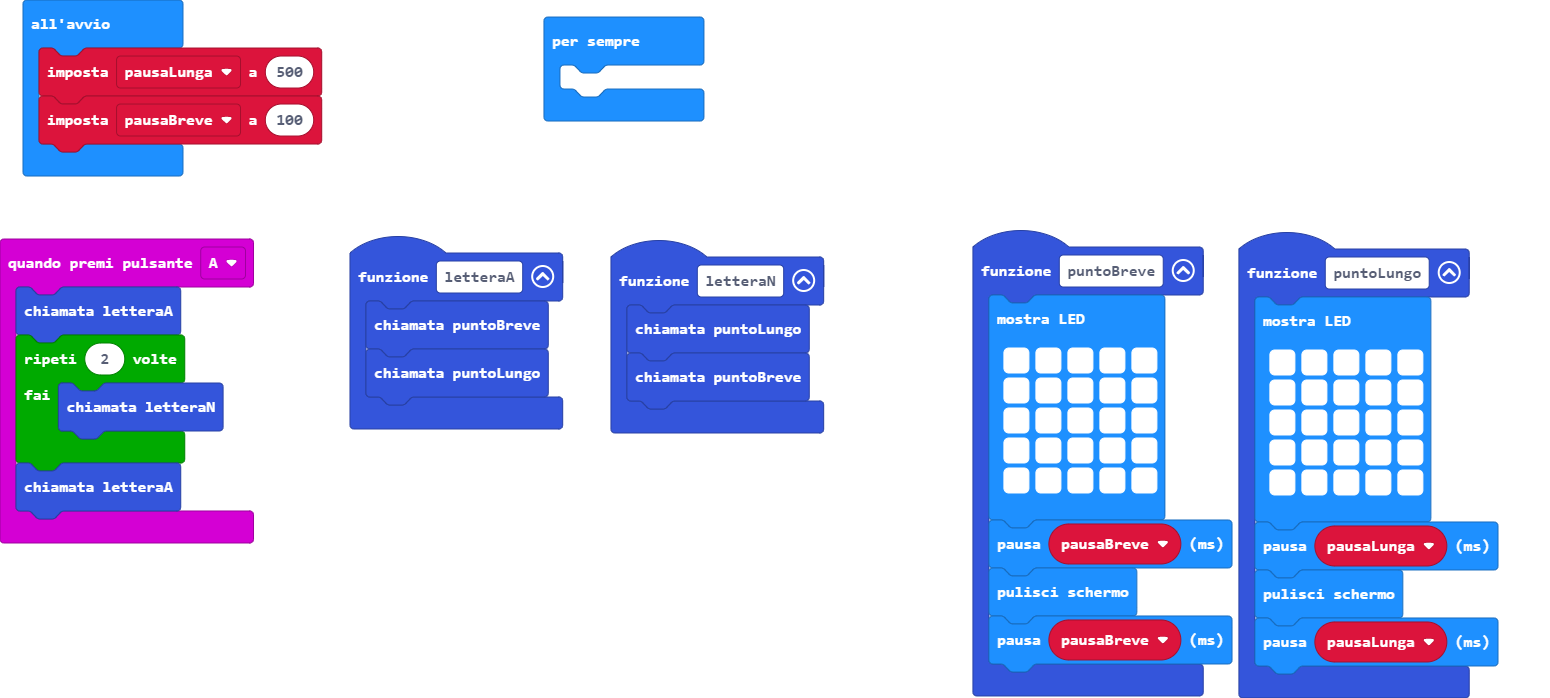 all'avvio
imposta pausaLunga a 500
imposta pausaBreve a 100
per sempre
quando premi pulsante A
chiamata letteraA
ripeti 2 volte
fai
chiamata letteraN
chiamata letteraA
funzione letteraA
chiamata puntoBreve
chiamata puntoLungo
funzione letteraN
chiamata puntoLungo
chiamata puntoBreve
funzione puntoBreve
mostra LED
pausa pausaBreve (ms)
pulisci schermo
pausa pausaBreve (ms)
funzione puntoLungo
mostra LED
pausa pausaLunga (ms)
pulisci schermo
pausa pausaLunga (ms)